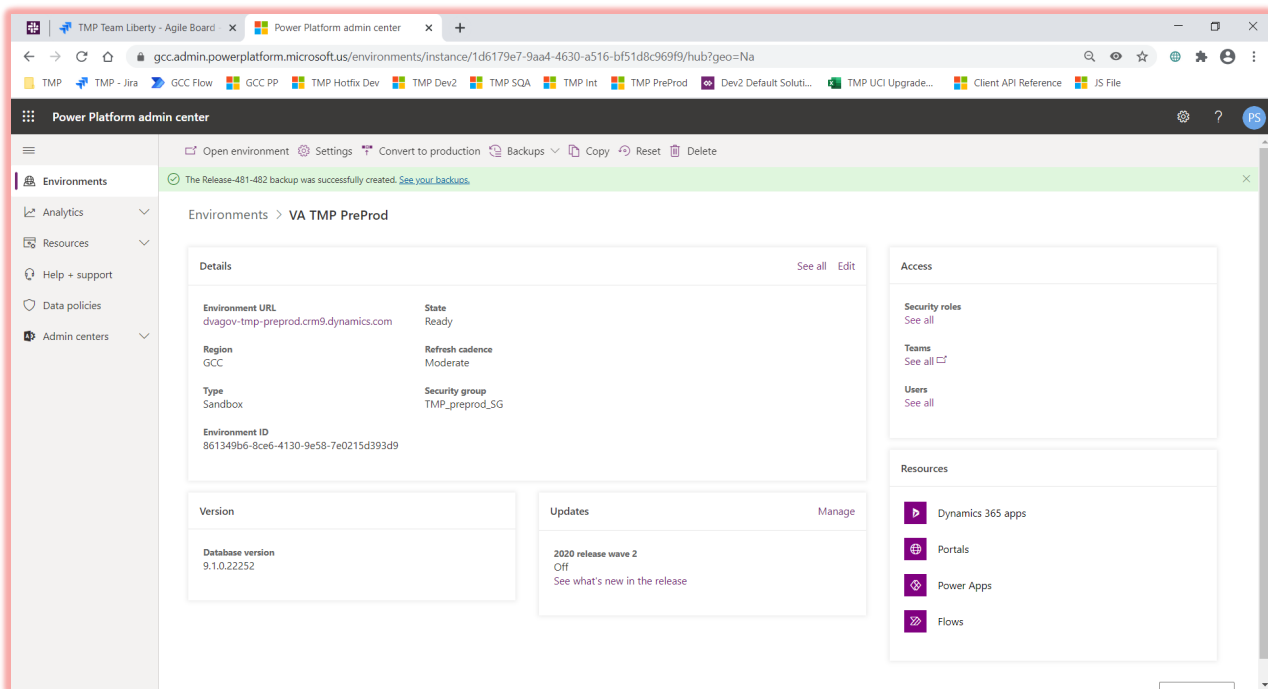 TMP Team Liberty - Agile Board
Power Platform admin center
gcc.admin.powerplatform.microsoft.us/environments/instance/1d6179e7-9aa4-4630-a516-bf51d8c969f9/hub?geo=Na
TMP
TMP - Jira
GCC Flow
GCC PP
TMP Hotfix Dev
TMP Dev2
TMP SQA
TMP Int
TMP PreProd
Dev2 Default Soluti...
TMP UCI Upgrade...
Client API Reference
JS File
Power Platform admin center
?
PS
Open environment
Settings
Convert to production
Backups
Copy
Reset
Delete
The Release-481-482 backup was successfully created. See your backups.
Environments
Analytics
Resources
Help + support
Data policies
Admin centers
Environments > VA TMP PreProd
Details
See all
Edit
Environment URL
dvagov-tmp-preprod.crm9.dynamics.com
State
Ready
Region
GCC
Refresh cadence
Moderate
Type
Sandbox
Security group
TMP_preprod_SG
Environment ID
861349b6-8ce6-4130-9e58-7e0215d393d9
Version
Database version
9.1.0.22252
Updates
Manage
2020 release wave 2
Off
See what's new in the release
Access
Security roles
See all
Teams
See all
Users
See all
Resources
Dynamics 365 apps
Portals
Power Apps
Flows